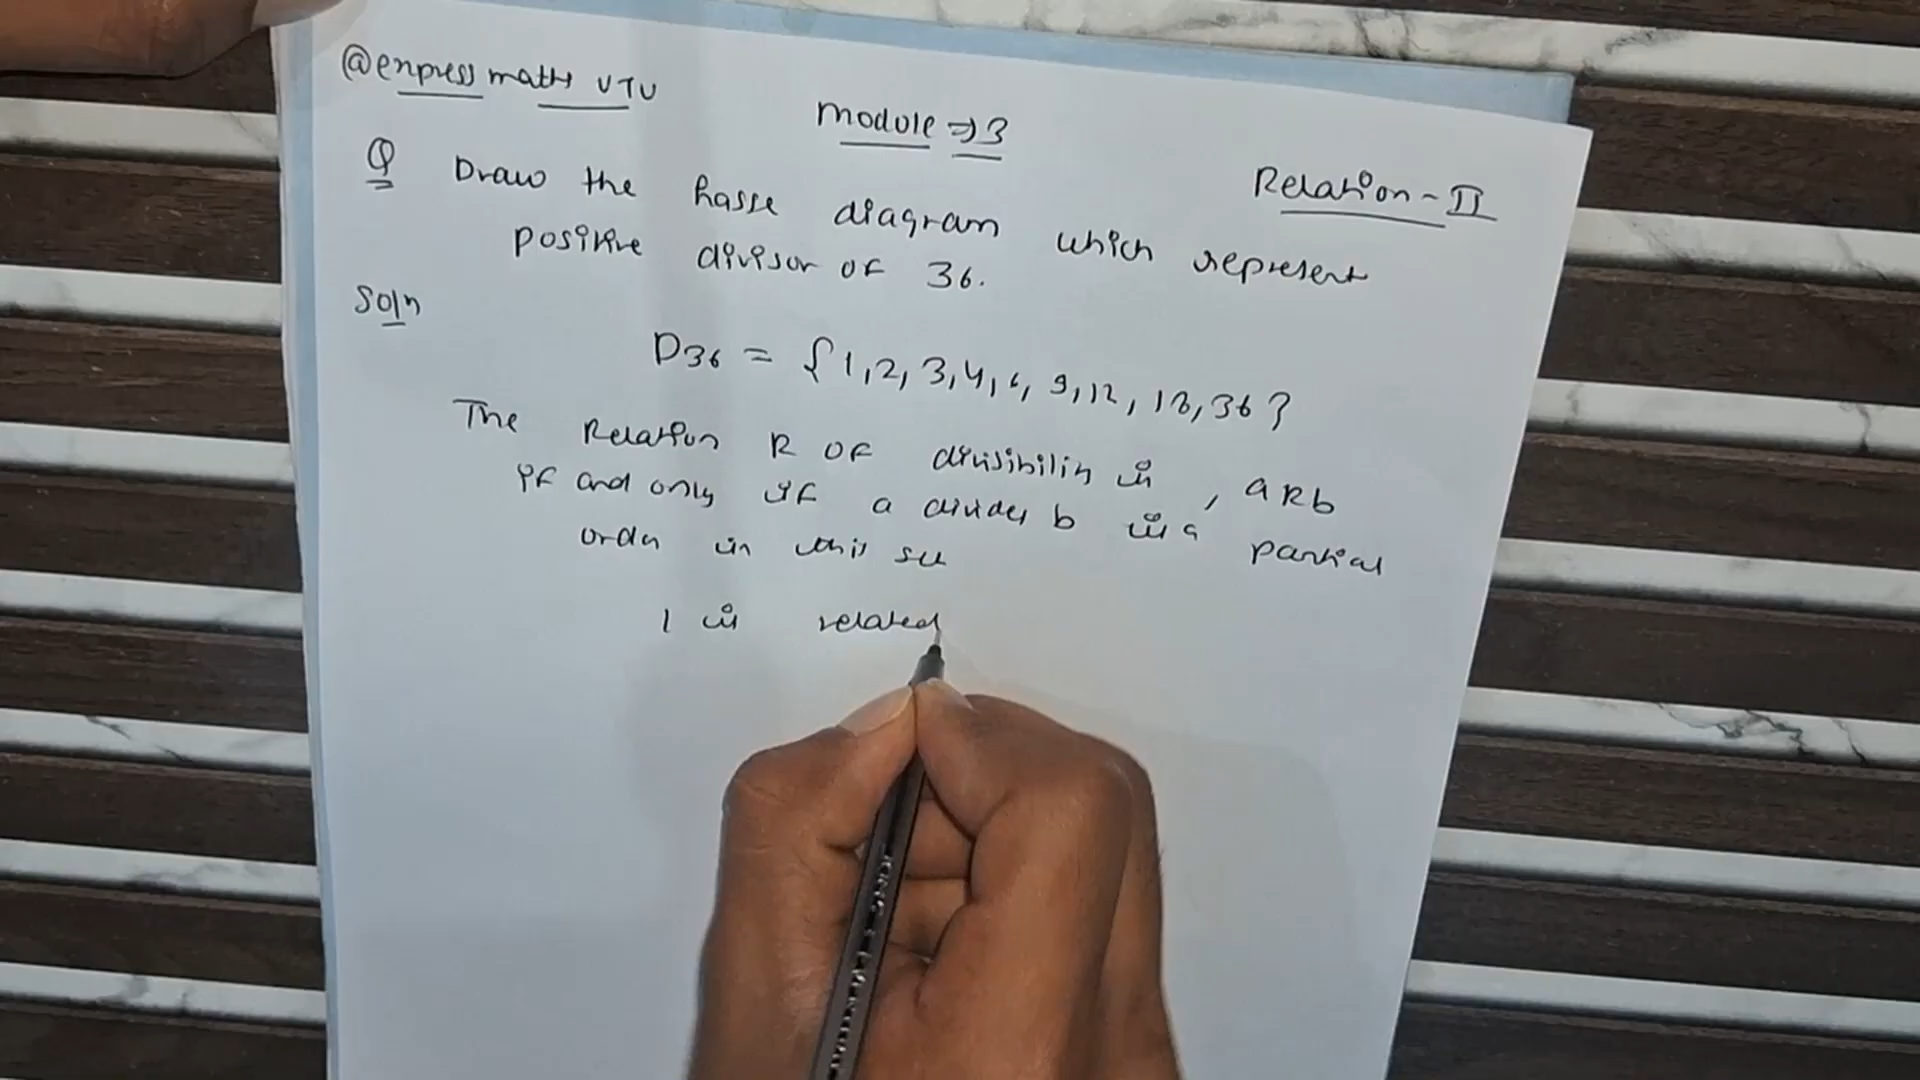 @express maths VTU
Module ⇒ 3
Relation - II
Q Draw the hasse diagram which represent
positive divisor of 36.
Soln
D36 = {1,2,3,4,6,9,12,18,36}
The Relation R of divisibility is, aRb
if and only if a divides b is a partial
order in this set
1 is related